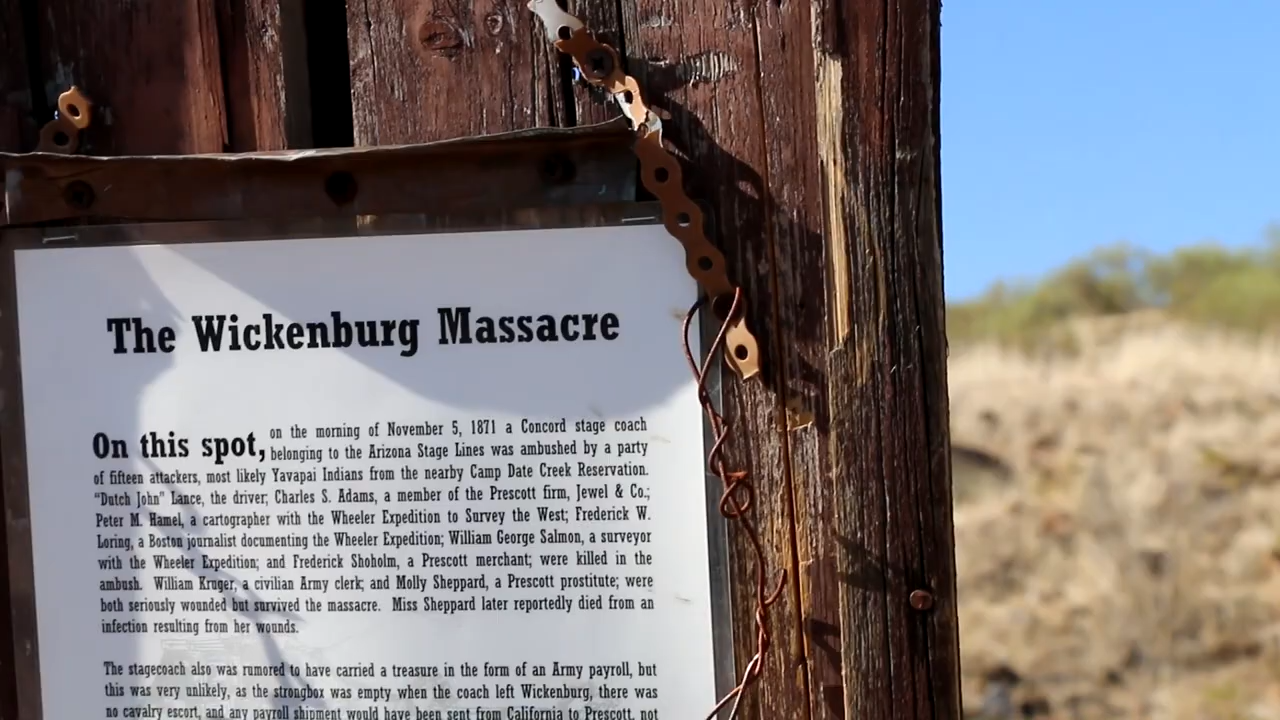 The Wickenburg Massacre
On this spot, on the morning of November 5, 1871 a Concord stage coach
belonging to the Arizona Stage Lines was ambushed by a party
of fifteen attackers, most likely Yavapai Indians from the nearby Camp Date Creek Reservation.
"Dutch John" Lance, the driver; Charles S. Adams, a member of the Prescott firm, Jewel & Co.;
Peter M. Hamel, a cartographer with the Wheeler Expedition to Survey the West; Frederick W.
Loring, a Boston journalist documenting the Wheeler Expedition; William George Salmon, a surveyor
with the Wheeler Expedition; and Frederick Shoholm, a Prescott merchant; were killed in the
ambush. William Kruger, a civilian Army clerk; and Molly Sheppard, a Prescott prostitute; were
both seriously wounded but survived the massacre. Miss Sheppard later reportedly died from an
infection resulting from her wounds.
The stagecoach also was rumored to have carried a treasure in the form of an Army payroll, but
this was very unlikely, as the strongbox was empty when the coach left Wickenburg, there was
no cavalry escort, and any payroll shipment would have been sent from California to Prescott, not